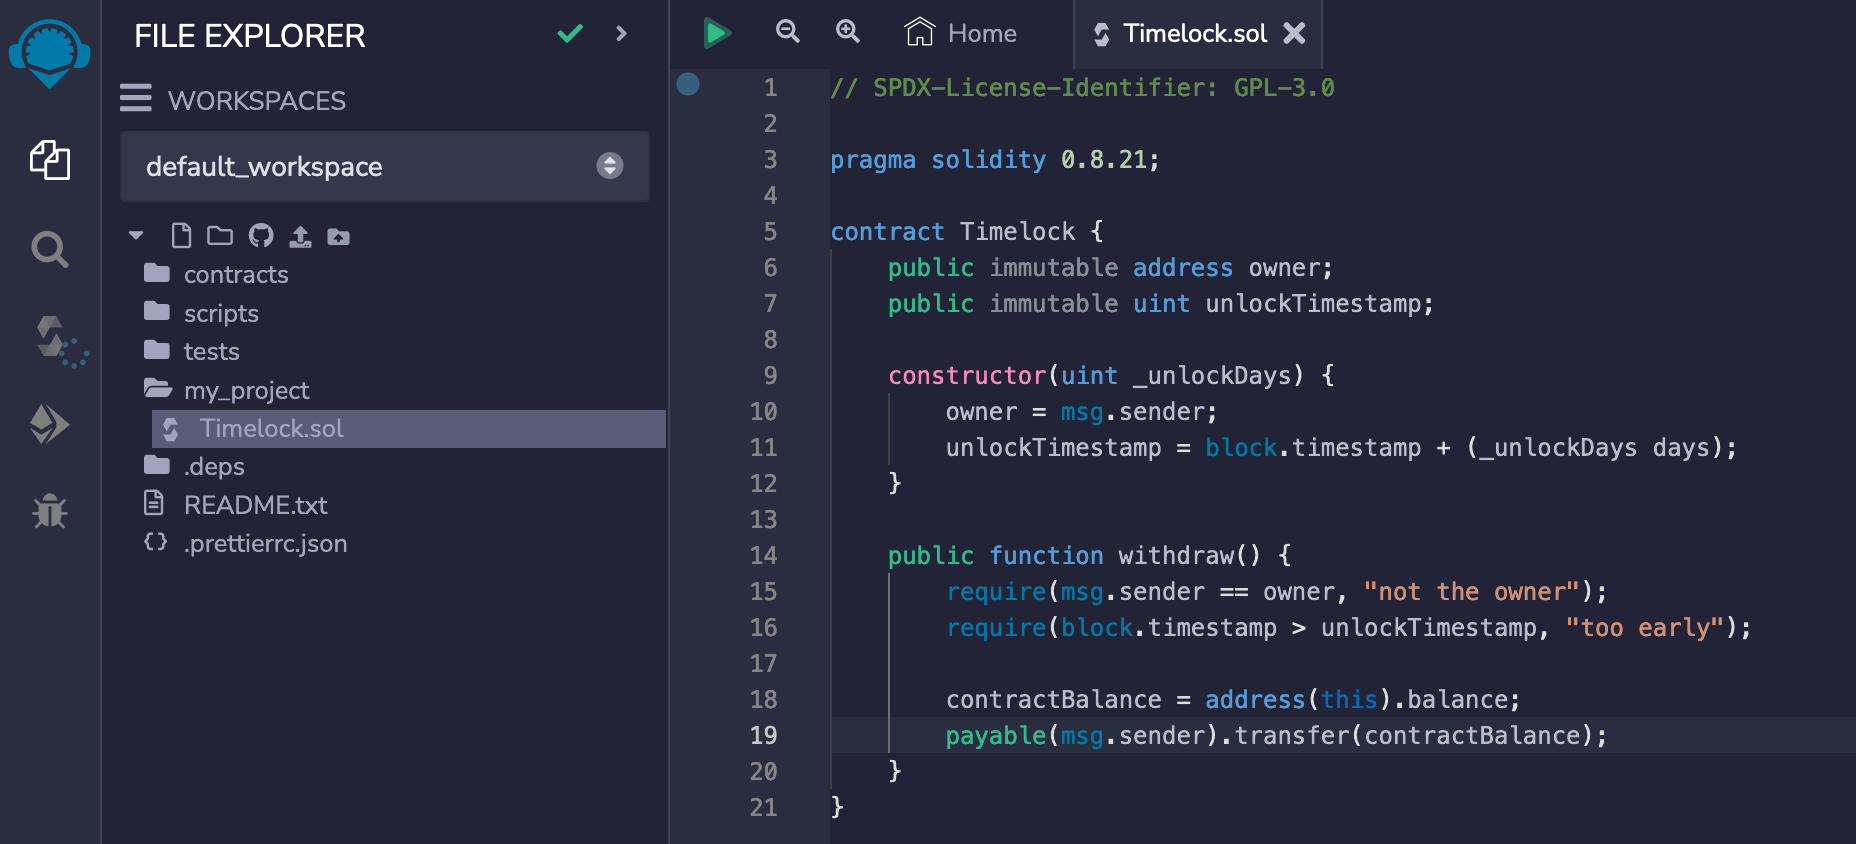 FILE EXPLORER
WORKSPACES
default_workspace
contracts
scripts
tests
my_project
Timelock.sol
.deps
README.txt
.prettierrc.json
Home
Timelock.sol
1 // SPDX-License-Identifier: GPL-3.0
2
3 pragma solidity 0.8.21;
4
5 contract Timelock {
6     public immutable address owner;
7     public immutable uint unlockTimestamp;
8
9     constructor(uint _unlockDays) {
10         owner = msg.sender;
11         unlockTimestamp = block.timestamp + (_unlockDays days);
12     }
13
14     public function withdraw() {
15         require(msg.sender == owner, "not the owner");
16         require(block.timestamp > unlockTimestamp, "too early");
17
18         contractBalance = address(this).balance;
19         payable(msg.sender).transfer(contractBalance);
20     }
21 }